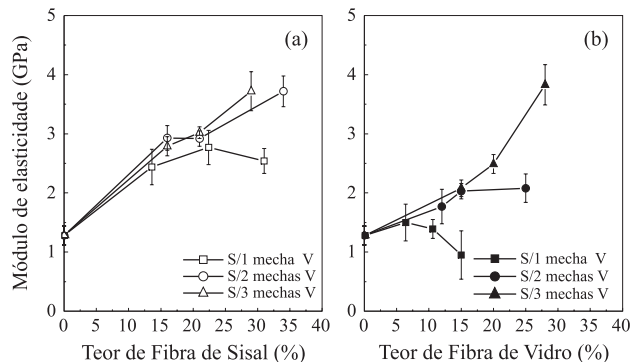 5
(a)
4
3
2
1
0
Módulo de elasticidade (GPa)
S/1 mecha V
S/2 mechas V
S/3 mechas V
0 5 10 15 20 25 30 35 40
Teor de Fibra de Sisal (%)
5
(b)
4
3
2
1
0
S/1 mecha V
S/2 mechas V
S/3 mechas V
0 5 10 15 20 25 30 35 40
Teor de Fibra de Vidro (%)